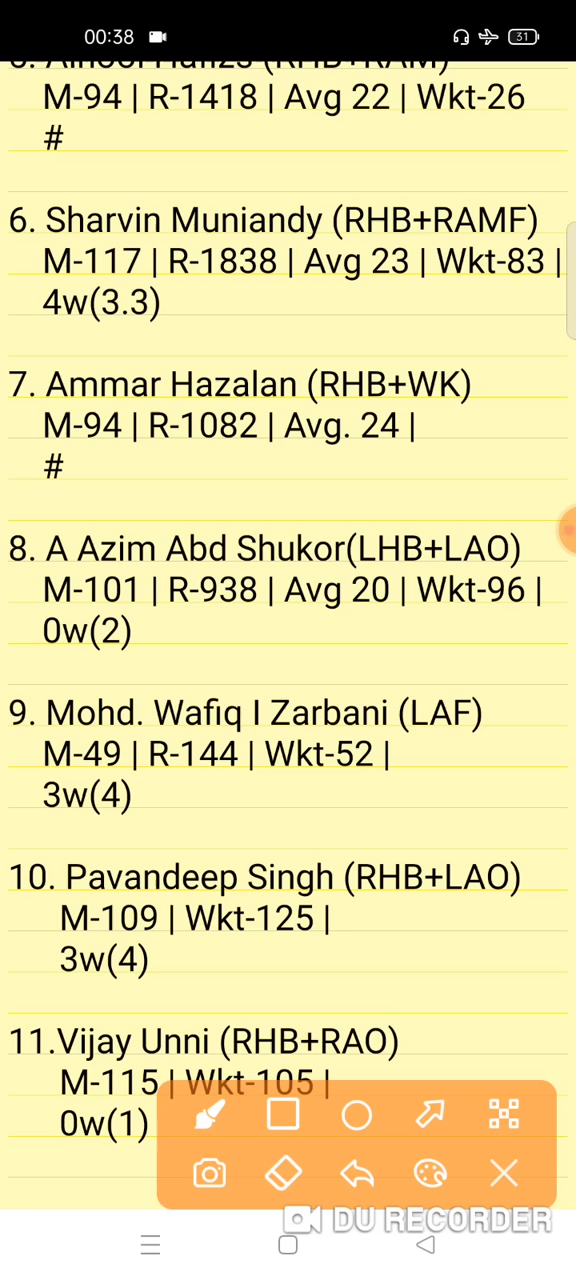 00:38
31
M-94 | R-1418 | Avg 22 | Wkt-26
#
6. Sharvin Muniandy (RHB+RAMF)
M-117 | R-1838 | Avg 23 | Wkt-83 |
4w(3.3)
7. Ammar Hazalan (RHB+WK)
M-94 | R-1082 | Avg. 24 |
#
8. A Azim Abd Shukor(LHB+LAO)
M-101 | R-938 | Avg 20 | Wkt-96 |
0w(2)
9. Mohd. Wafiq I Zarbani (LAF)
M-49 | R-144 | Wkt-52 |
3w(4)
10. Pavandeep Singh (RHB+LAO)
M-109 | Wkt-125 |
3w(4)
11.Vijay Unni (RHB+RAO)
M-115 | Wkt-105 |
0w(1)
DU RECORDER